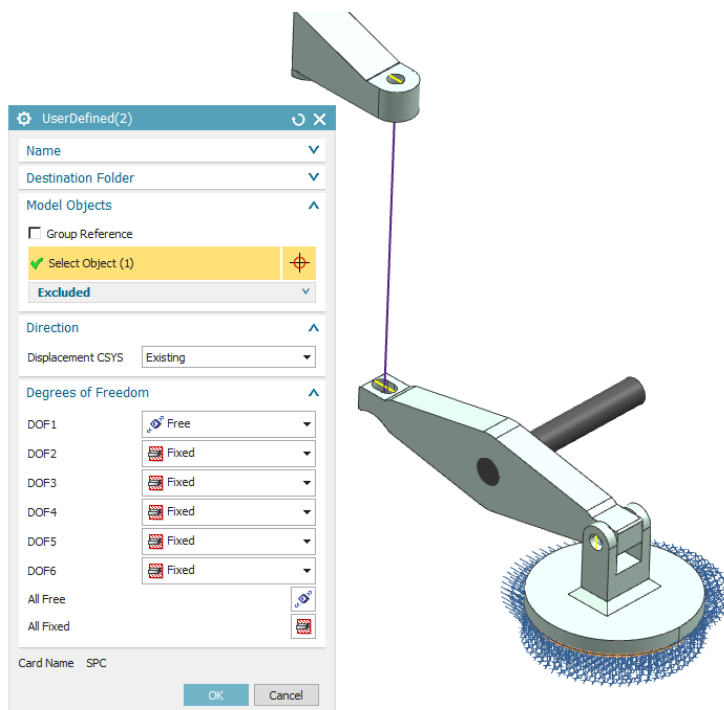 UserDefined(2)
Name
Destination Folder
Model Objects
Group Reference
Select Object (1)
Excluded
Direction
Displacement CSYS Existing
Degrees of Freedom
DOF1 Free
DOF2 Fixed
DOF3 Fixed
DOF4 Fixed
DOF5 Fixed
DOF6 Fixed
All Free
All Fixed
Card Name SPC
OK Cancel